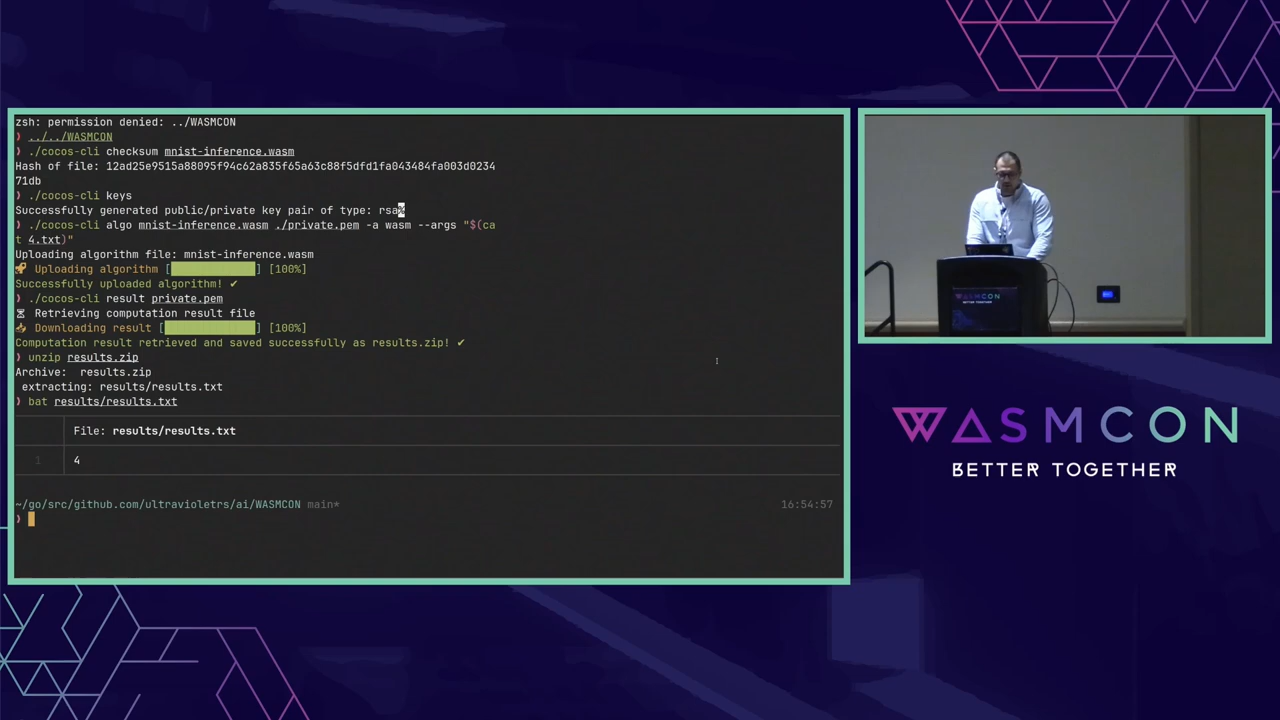 zsh: permission denied: ../WASMCON
❯ ../../WASMCON
❯ ./cocos-cli checksum mnist-inference.wasm
Hash of file: 12ad25e9515a88095f94c62a835f65a63c88f5dfd1fa043484fa003d0234
71db
❯ ./cocos-cli keys
Successfully generated public/private key pair of type: rsa%
❯ ./cocos-cli algo mnist-inference.wasm ./private.pem -a wasm --args "$(ca
t 4.txt)"
Uploading algorithm file: mnist-inference.wasm
🚀 Uploading algorithm [██████████████] [100%]
Successfully uploaded algorithm! ✔
❯ ./cocos-cli result private.pem
⏳ Retrieving computation result file
📥 Downloading result [██████████████] [100%]
Computation result retrieved and saved successfully as results.zip! ✔
❯ unzip results.zip
Archive:  results.zip
 extracting: results/results.txt
❯ bat results/results.txt
File: results/results.txt
1 4
~/go/src/github.com/ultravioletrs/ai/WASMCON main* 16:54:57
❯
WASMCON
BETTER TOGETHER
WASMCON
BETTER TOGETHER